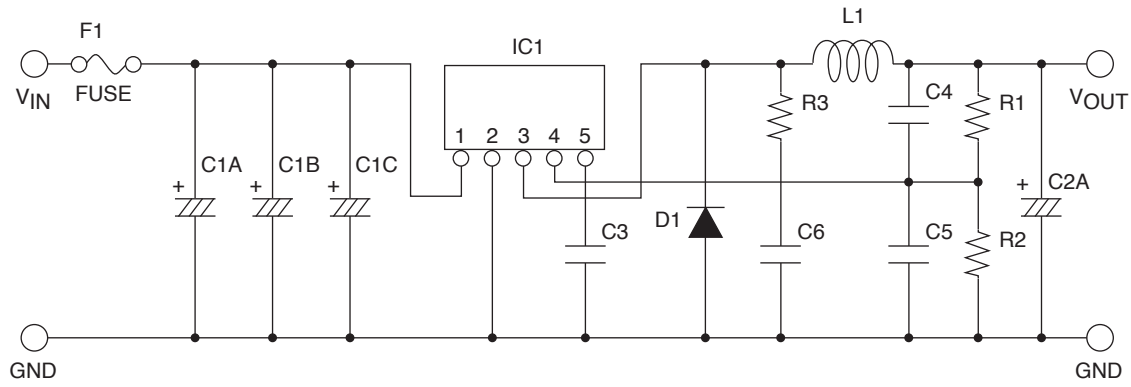 F1
L1
IC1
VIN
FUSE
C4
R1
VOUT
R3
1 2 3 4 5
C1A
C1B
C1C
+
+
+
+
C2A
D1
C3
C6
C5
R2
GND
GND